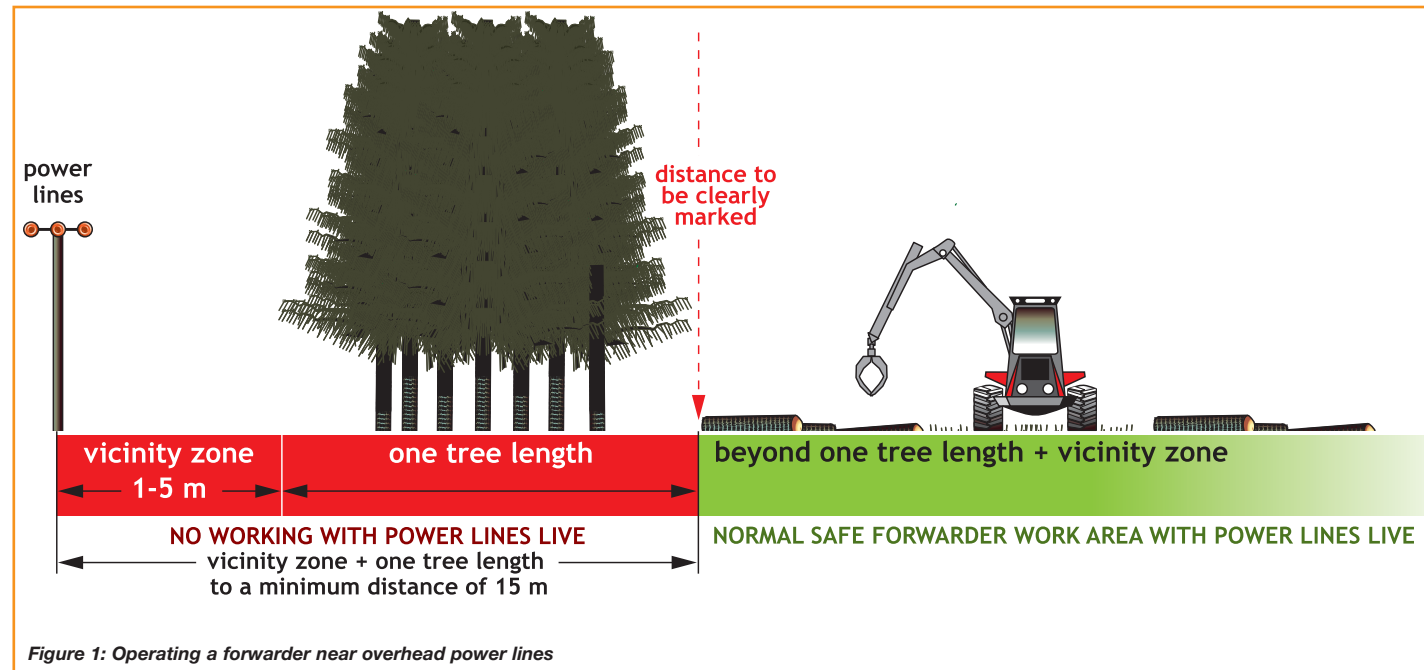 power
lines
distance to
be clearly
marked
vicinity zone
1-5 m
one tree length
beyond one tree length + vicinity zone
NO WORKING WITH POWER LINES LIVE
NORMAL SAFE FORWARDER WORK AREA WITH POWER LINES LIVE
vicinity zone + one tree length
to a minimum distance of 15 m
Figure 1: Operating a forwarder near overhead power lines